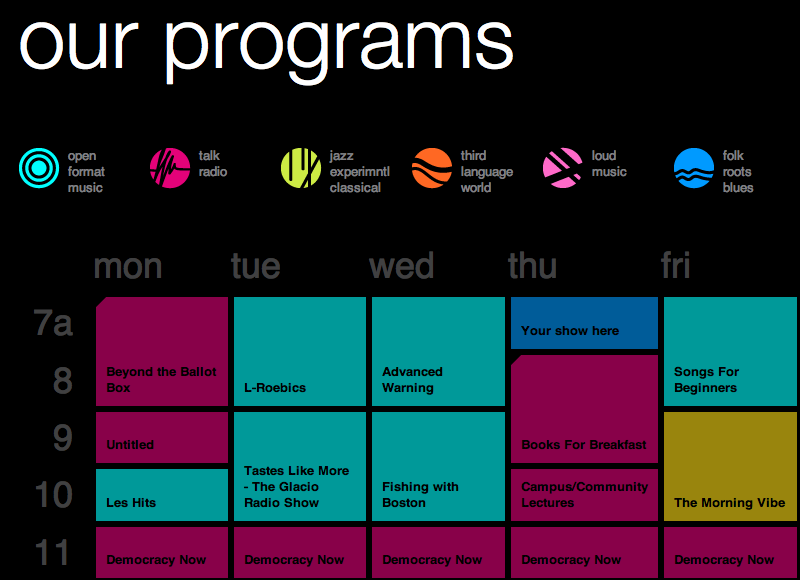 our programs
open
format
music
talk
radio
jazz
experimntl
classical
third
language
world
loud
music
folk
roots
blues
mon tue wed thu fri
7a
Your show here
8
Beyond the Ballot
Box
L-Roebics
Advanced
Warning
Songs For
Beginners
9
Untitled
Books For Breakfast
10
Les Hits
Tastes Like More
- The Glacio
Radio Show
Fishing with
Boston
Campus/Community
Lectures
The Morning Vibe
11
Democracy Now Democracy Now Democracy Now Democracy Now Democracy Now